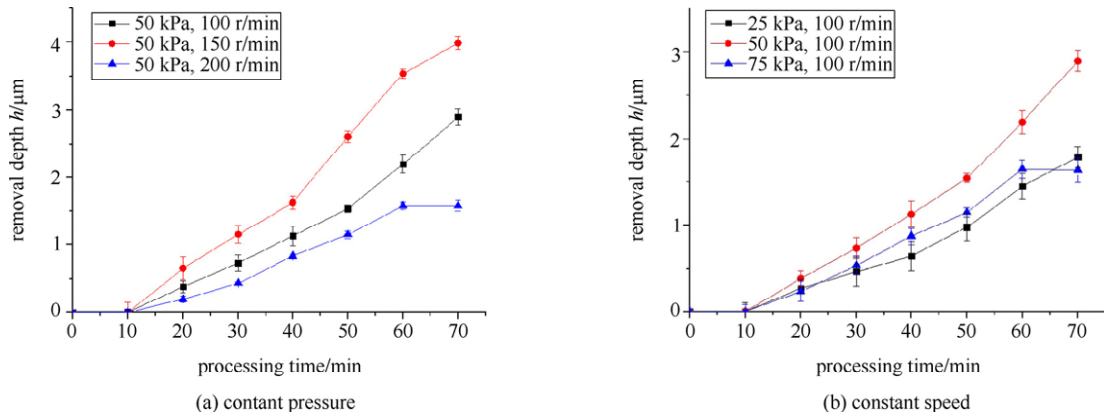 50 kPa, 100 r/min
50 kPa, 150 r/min
50 kPa, 200 r/min
removal depth h/μm
4
3
2
1
0
0 10 20 30 40 50 60 70
processing time/min
(a) contant pressure
25 kPa, 100 r/min
50 kPa, 100 r/min
75 kPa, 100 r/min
removal depth h/μm
3
2
1
0
0 10 20 30 40 50 60 70
processing time/min
(b) constant speed